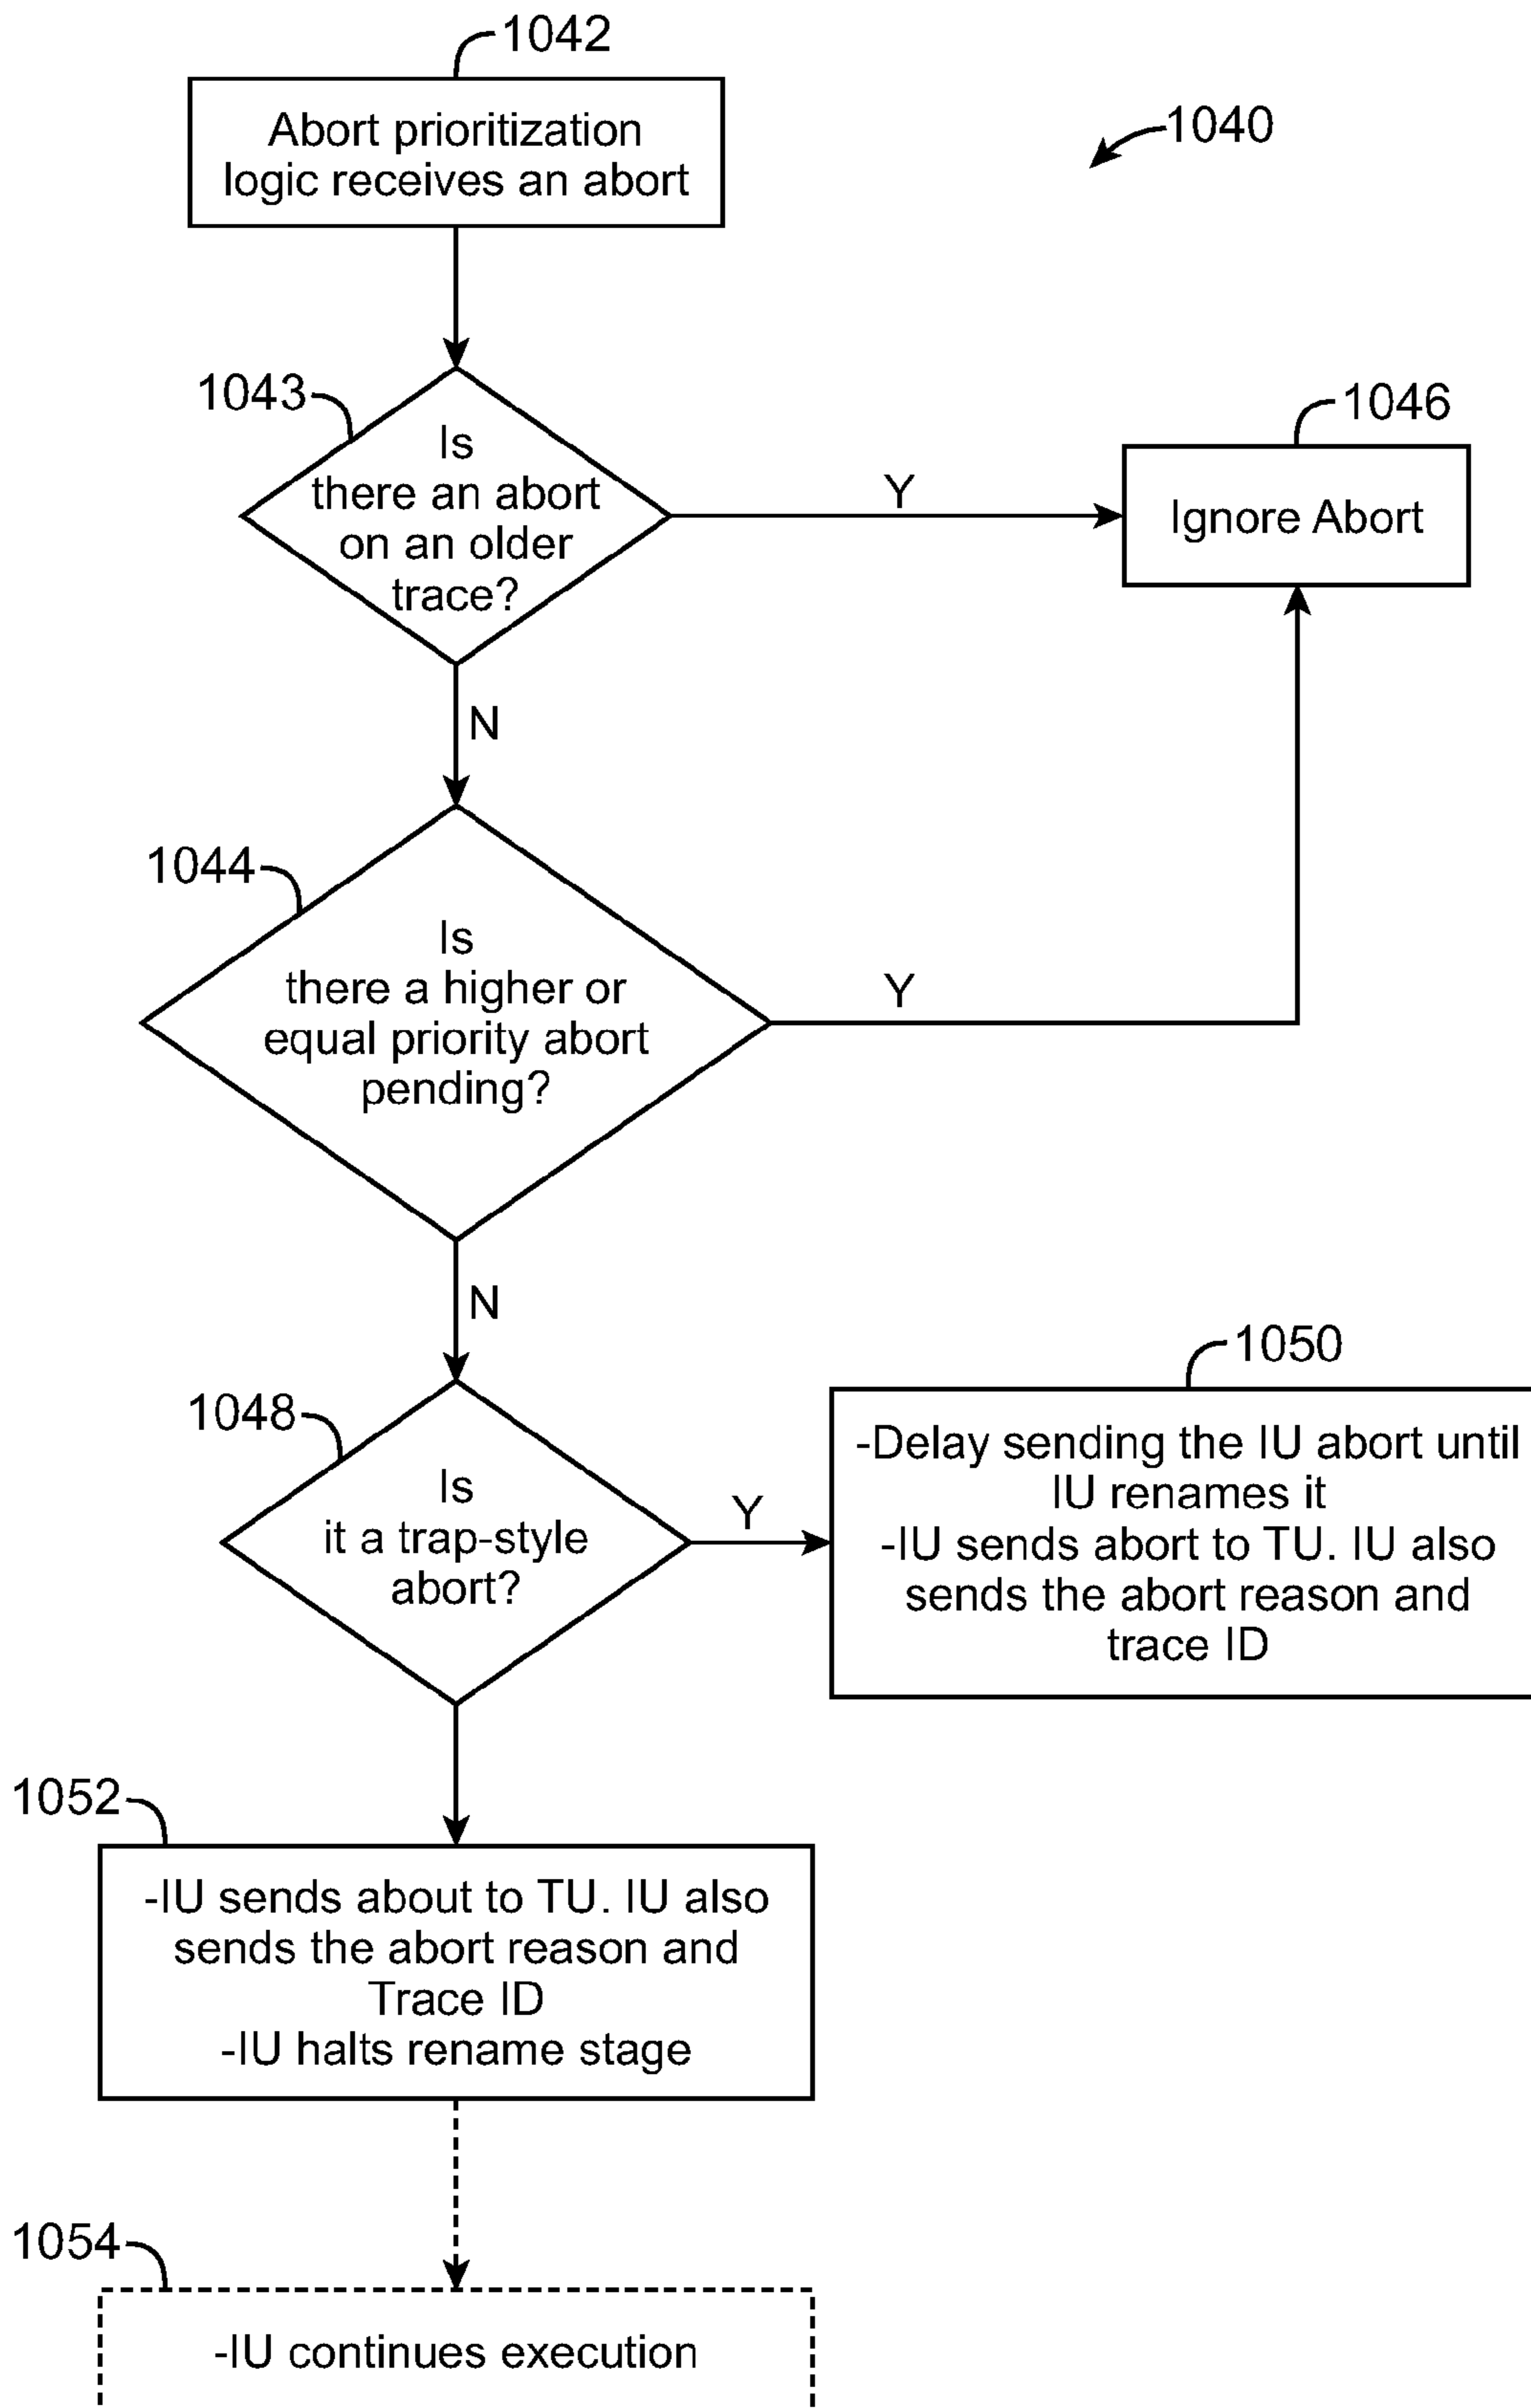 1042
Abort prioritization
logic receives an abort
1040
1043
Is
there an abort
on an older
trace?
Y
1046
Ignore Abort
N
1044
Is
there a higher or
equal priority abort
pending?
Y
N
1048
Is
it a trap-style
abort?
Y
1050
-Delay sending the IU abort until
IU renames it
-IU sends abort to TU. IU also
sends the abort reason and
trace ID
1052
-IU sends about to TU. IU also
sends the abort reason and
Trace ID
-IU halts rename stage
1054
-IU continues execution